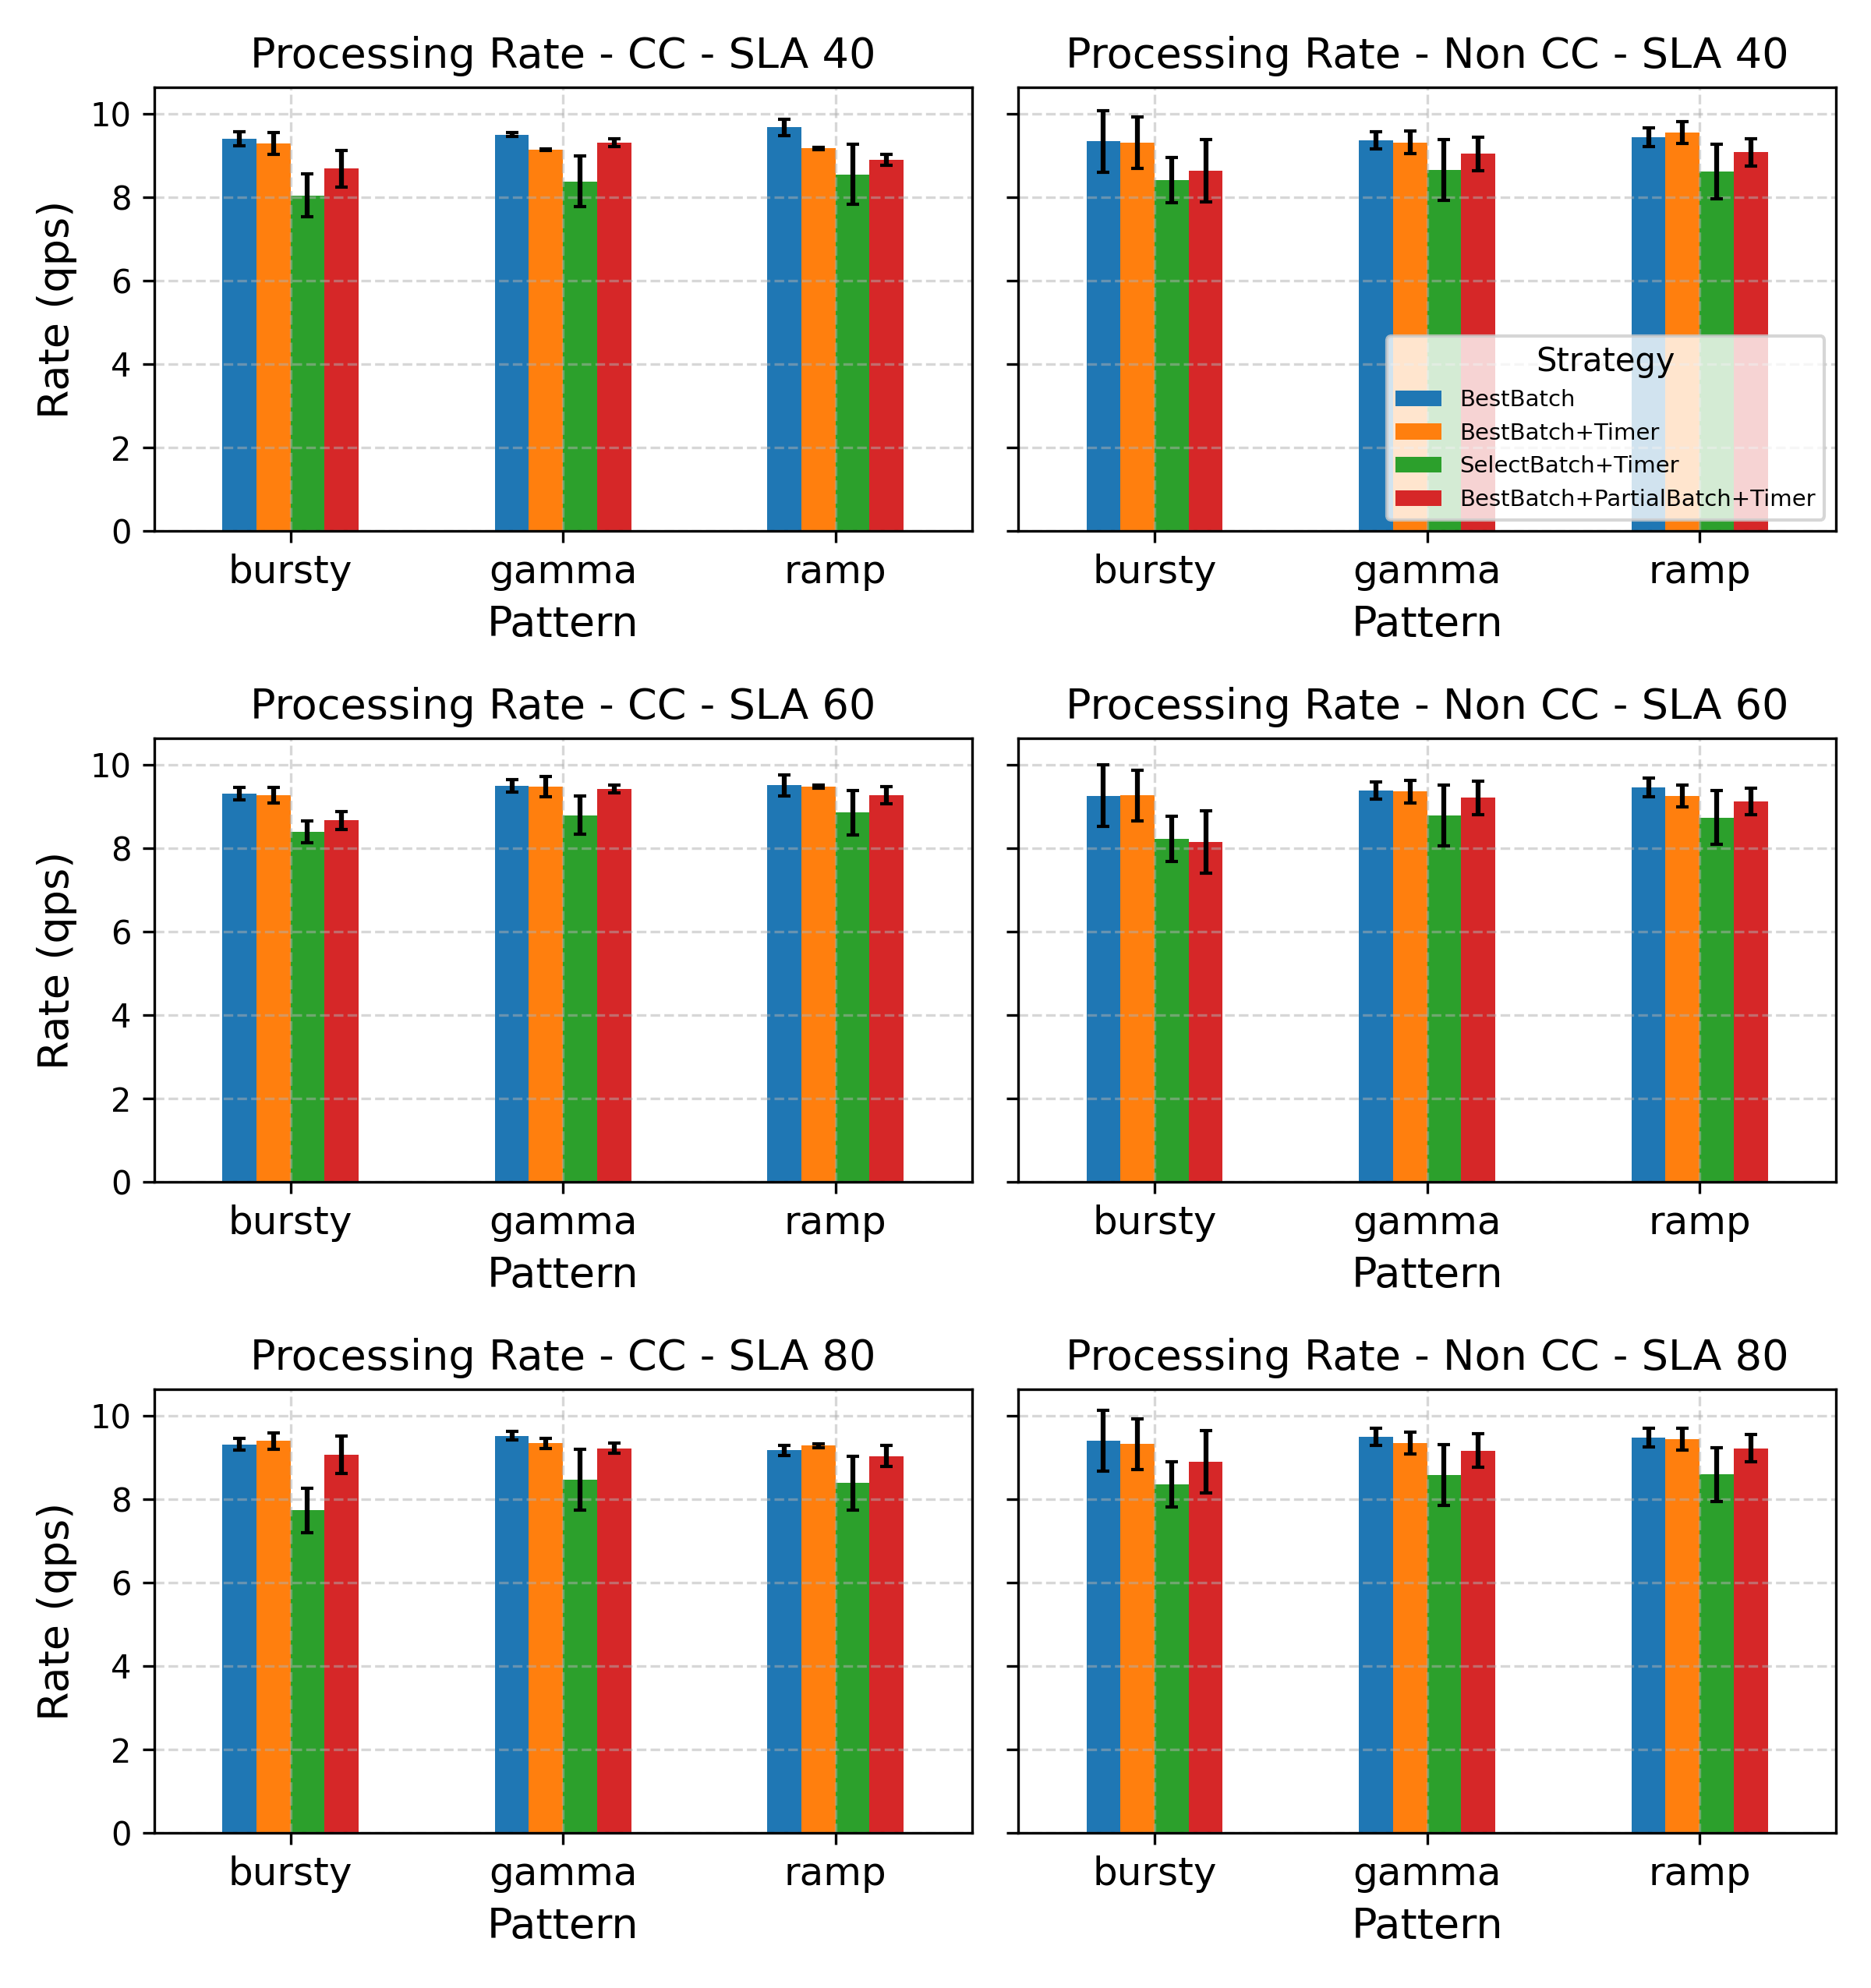 Processing Rate - CC - SLA 40
Processing Rate - Non CC - SLA 40
Rate (qps)
10
8
6
4
2
0
Strategy
BestBatch
BestBatch+Timer
SelectBatch+Timer
BestBatch+PartialBatch+Timer
bursty gamma ramp
Pattern
bursty gamma ramp
Pattern
Processing Rate - CC - SLA 60
Processing Rate - Non CC - SLA 60
Rate (qps)
10
8
6
4
2
0
bursty gamma ramp
Pattern
bursty gamma ramp
Pattern
Processing Rate - CC - SLA 80
Processing Rate - Non CC - SLA 80
Rate (qps)
10
8
6
4
2
0
bursty gamma ramp
Pattern
bursty gamma ramp
Pattern